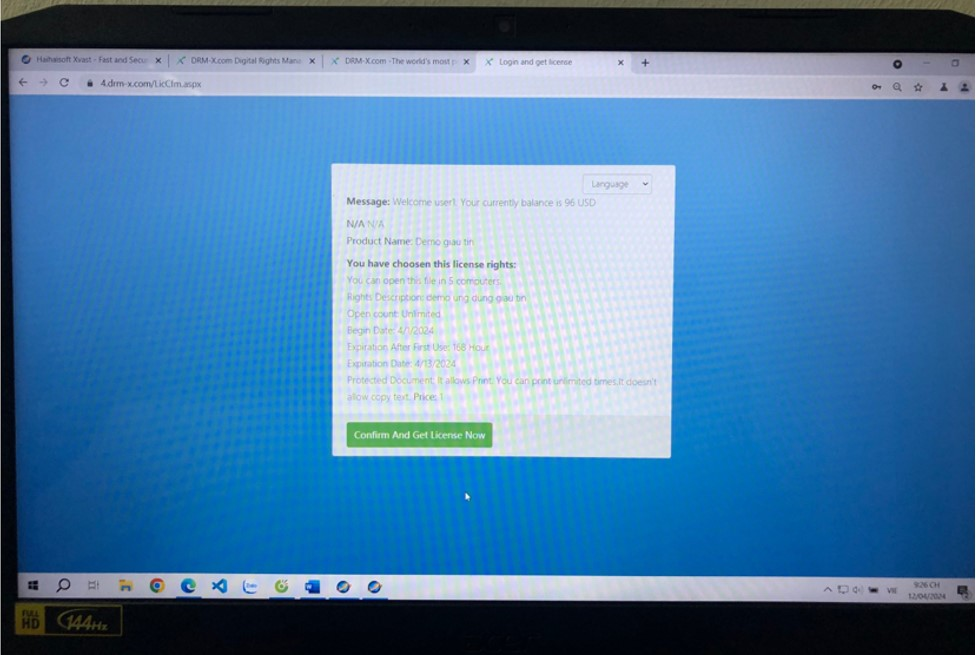 Haihaisoft Xvast - Fast and Secu
DRM-X.com Digital Rights Mana
DRM-X.com -The world's most p
Login and get license
4.drm-x.com/LicClm.aspx
Language
Message: Welcome user1. Your currently balance is 96 USD
N/A N/A
Product Name: Demo giau tin
You have choosen this license rights:
You can open this file in 5 computers.
Rights Description: demo ung dung giau tin
Open count: Unlimited
Begin Date: 4/1/2024
Expiration After First Use: 168 Hour
Expiration Date: 4/13/2024
Protected Document, It allows Print. You can print unlimited times.It doesn't
allow copy text. Price: 1
Confirm And Get License Now
Zalo
VIE
9:26 CH
12/04/2024
FULL
HD
144Hz